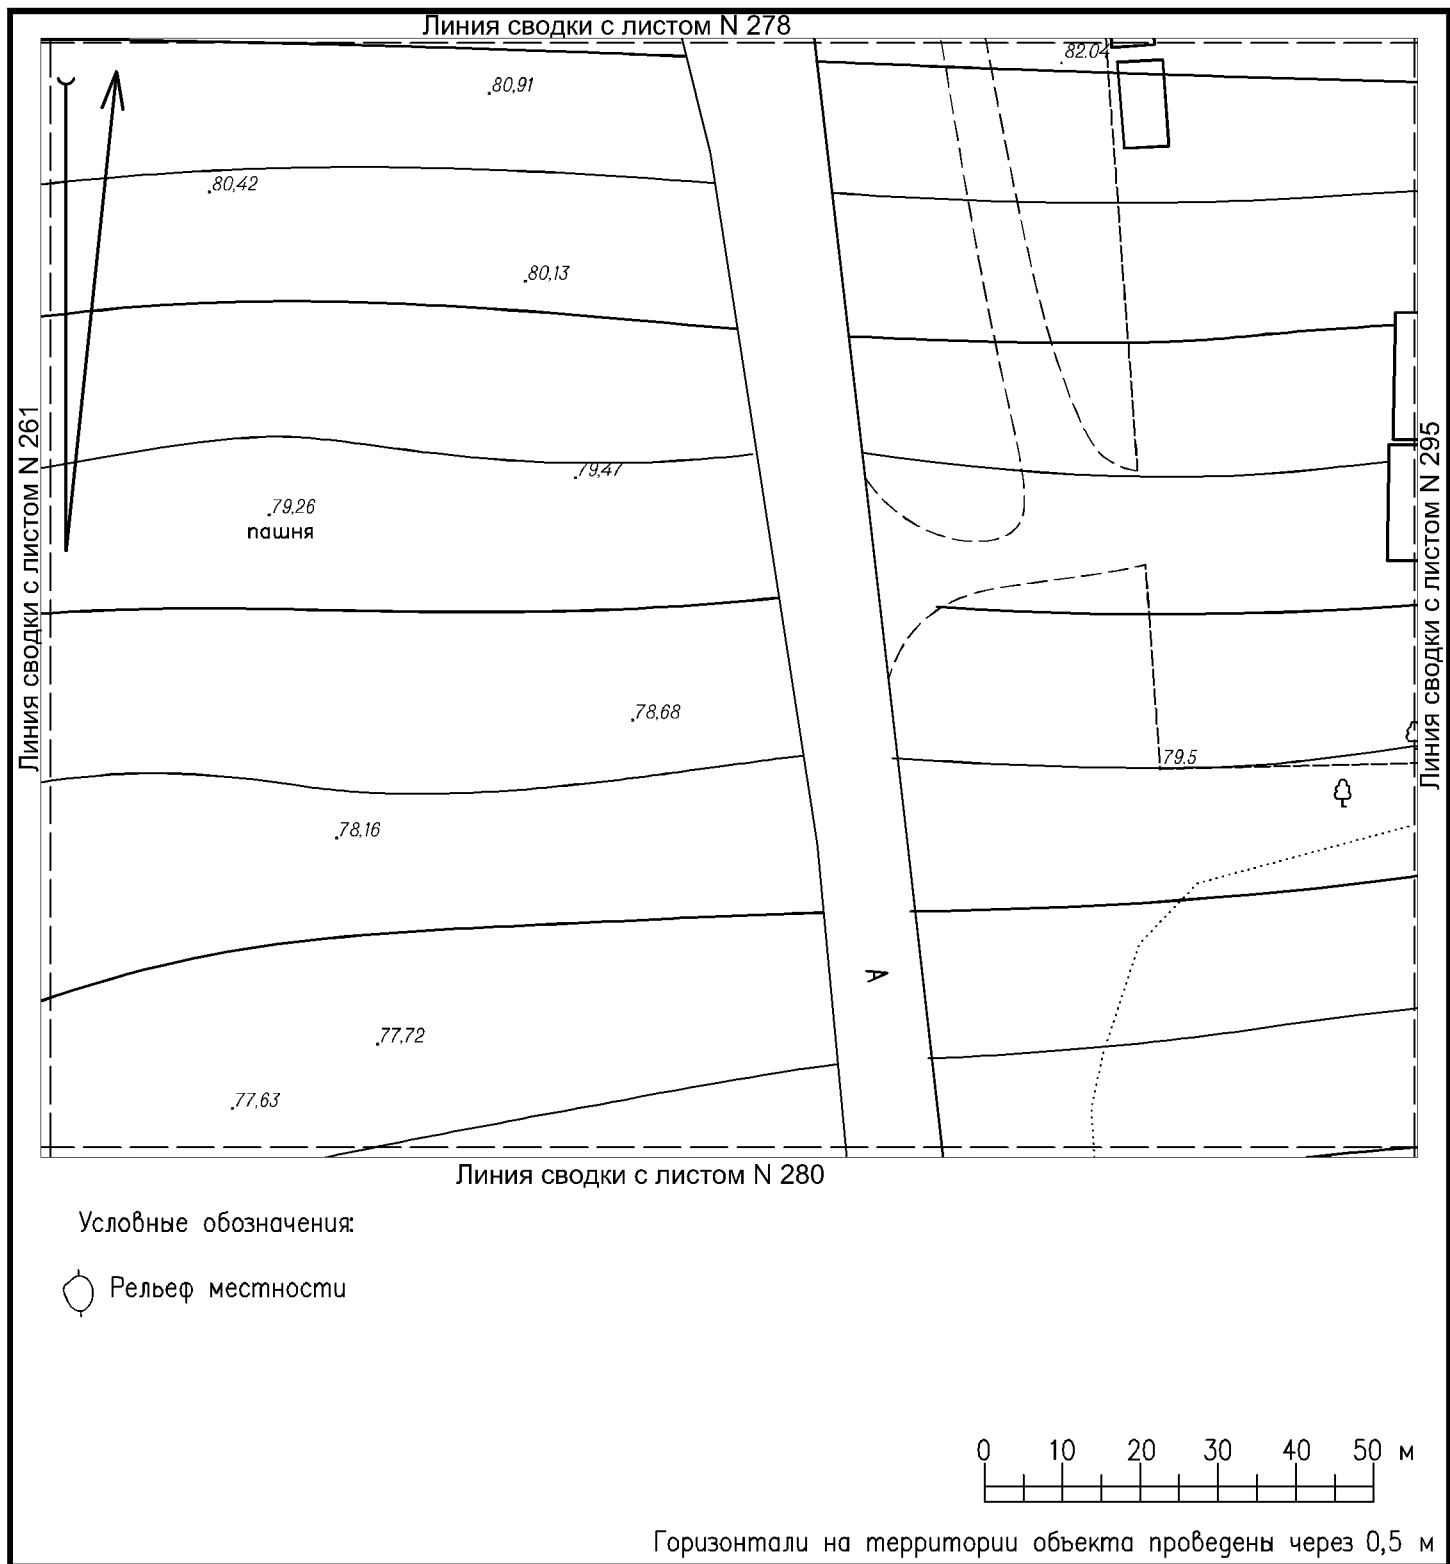 Линия сводки с листом N 278
82.04
80,91
80,42
80,13
Линия сводки с листом N 261
Линия сводки с листом N 295
79,47
79,26
пашня
78,68
79.5
78,16
А
77,72
77,63
Линия сводки с листом N 280
Условные обозначения:
Рельеф местности
0 10 20 30 40 50 м
Горизонтали на территории объекта проведены через 0,5 м